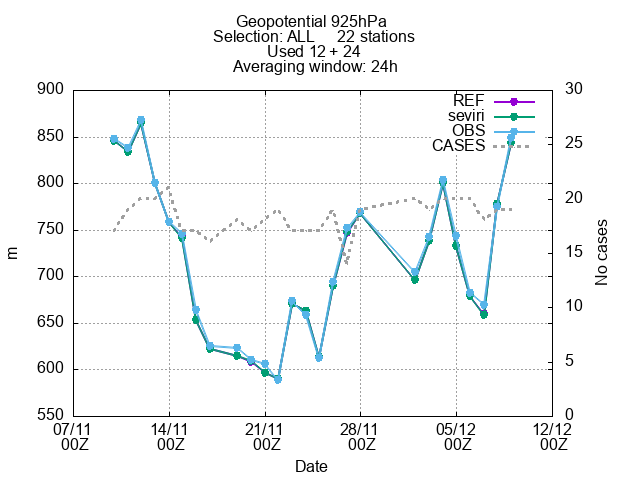 Geopotential 925hPa
Selection: ALL 22 stations
Used 12 + 24
Averaging window: 24h
900
850
800
750
700
650
600
550
m
30
25
20
15
10
5
0
No cases
REF
seviri
OBS
CASES
07/11 14/11 21/11 28/11 05/12 12/12
00Z 00Z 00Z 00Z 00Z 00Z
Date